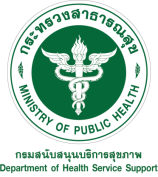 กระทรวงสาธารณสุข
MINISTRY OF PUBLIC HEALTH
กรมสนับสนุนบริการสุขภาพ
Department of Health Service Support